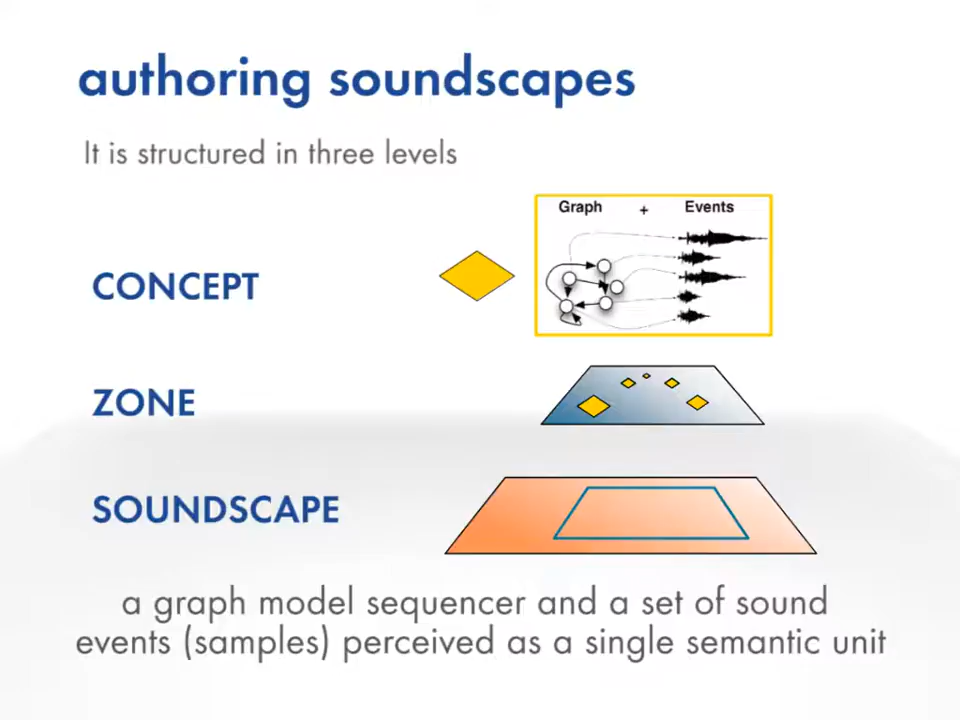 authoring soundscapes
It is structured in three levels
Graph + Events
CONCEPT
ZONE
SOUNDSCAPE
a graph model sequencer and a set of sound
events (samples) perceived as a single semantic unit